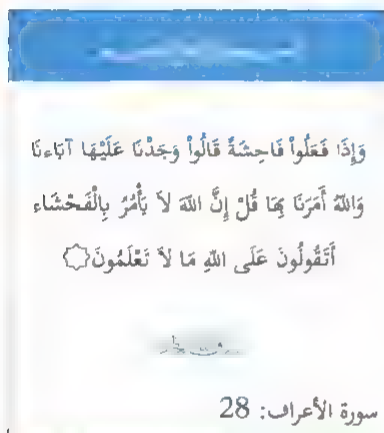 وَإِذَا فَعَلُواْ فَاحِشَةً قَالُواْ وَجَدْنَا عَلَيْهَا آبَاءنَا
وَاللّهُ أَمَرَنَا بِهَا قُلْ إِنَّ اللّهَ لاَ يَأْمُرُ بِالْفَحْشَاء
أَتَقُولُونَ عَلَى اللّهِ مَا لاَ تَعْلَمُونَ
سورة الأعراف: 28